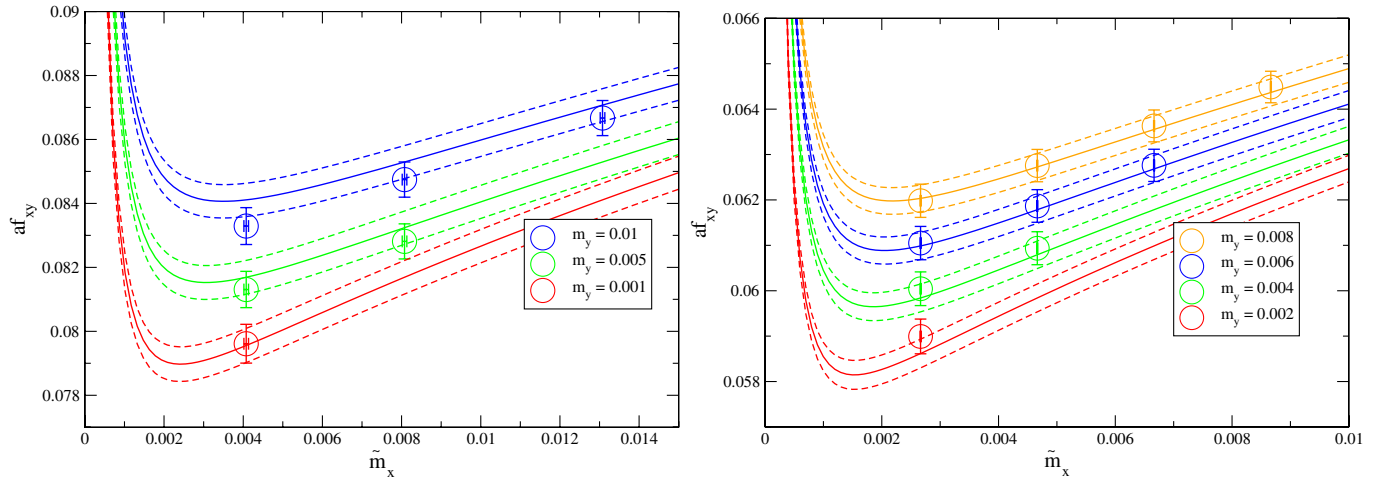 0.09
0.088
0.086
0.084
0.082
0.08
0.078
af_xy
0 0.002 0.004 0.006 0.008 0.01 0.012 0.014
m̃_x
m_y = 0.01
m_y = 0.005
m_y = 0.001
0.066
0.064
0.062
0.06
0.058
af_xy
0 0.002 0.004 0.006 0.008 0.01
m̃_x
m_y = 0.008
m_y = 0.006
m_y = 0.004
m_y = 0.002